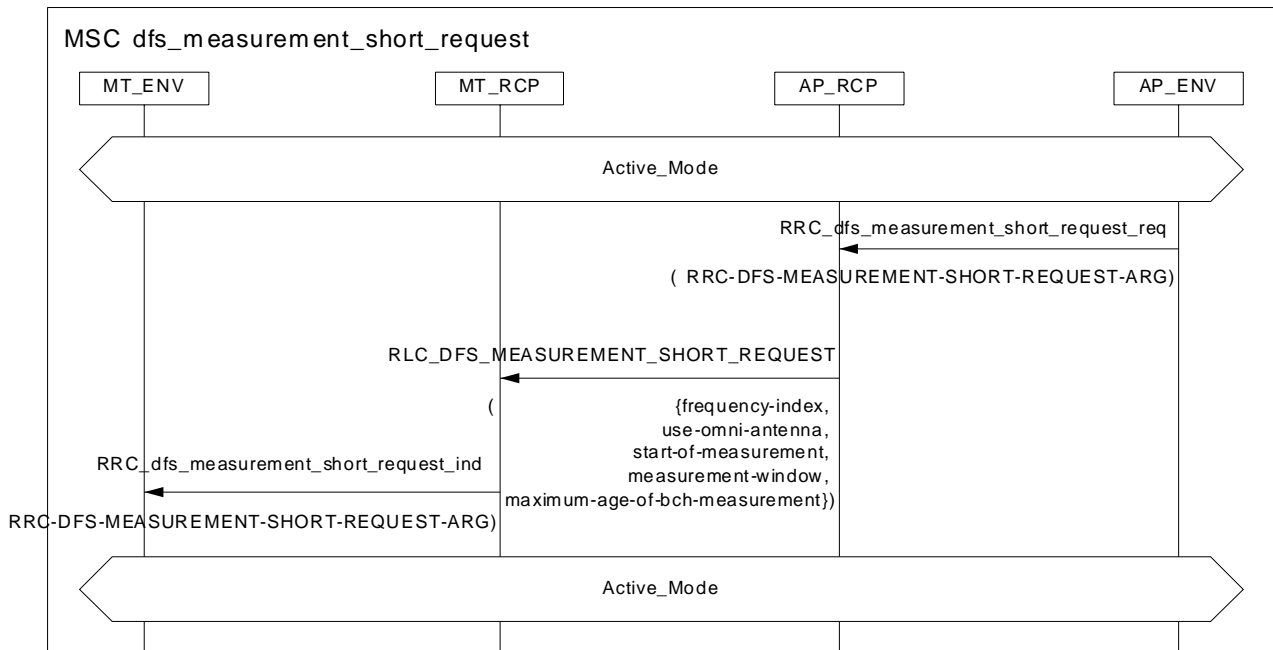 MSC dfs_measurement_short_request
MT_ENV MT_RCP AP_RCP AP_ENV
Active_Mode
RRC_dfs_measurement_short_request_req
( RRC-DFS-MEASUREMENT-SHORT-REQUEST-ARG)
RLC_DFS_MEASUREMENT_SHORT_REQUEST
( {frequency-index,
use-omni-antenna,
start-of-measurement,
RRC_dfs_measurement_short_request_ind
measurement-window,
maximum-age-of-bch-measurement})
RRC-DFS-MEASUREMENT-SHORT-REQUEST-ARG)
Active_Mode